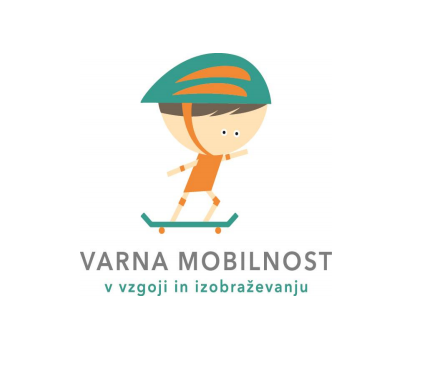 VARNA MOBILNOST
v vzgoji in izobraževanju